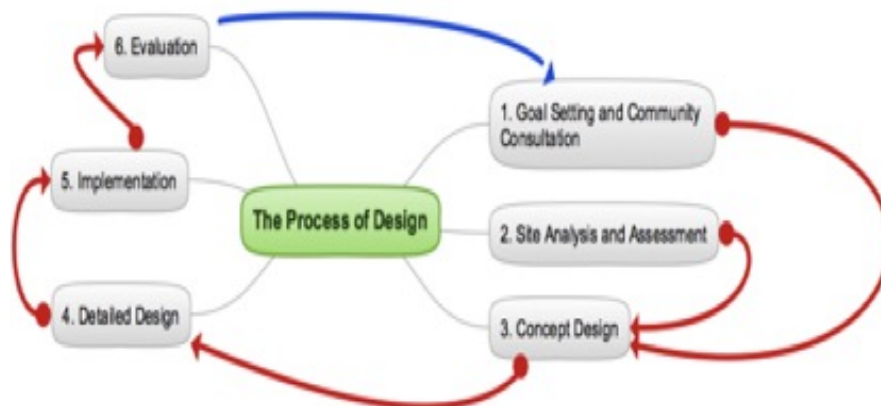 6. Evaluation
1. Goal Setting and Community
Consultation
5. Implementation
The Process of Design
2. Site Analysis and Assessment
4. Detailed Design
3. Concept Design